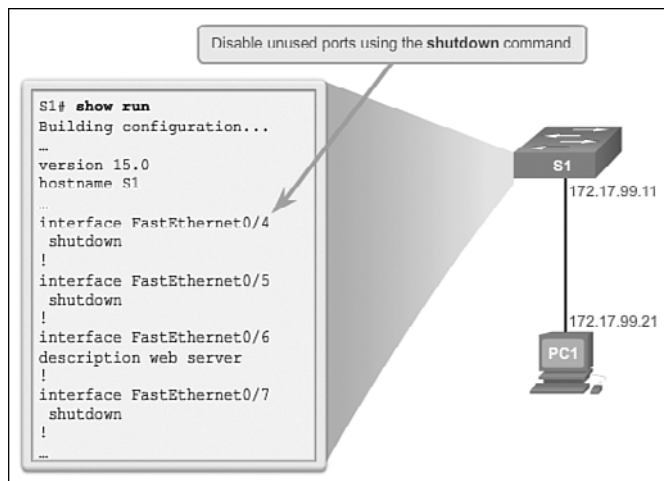 Disable unused ports using the shutdown command
S1# show run
Building configuration...
…
version 15.0
hostname S1
…
interface FastEthernet0/4
shutdown
!
interface FastEthernet0/5
shutdown
!
interface FastEthernet0/6
description web server
!
interface FastEthernet0/7
shutdown
!
…
S1
172.17.99.11
172.17.99.21
PC1